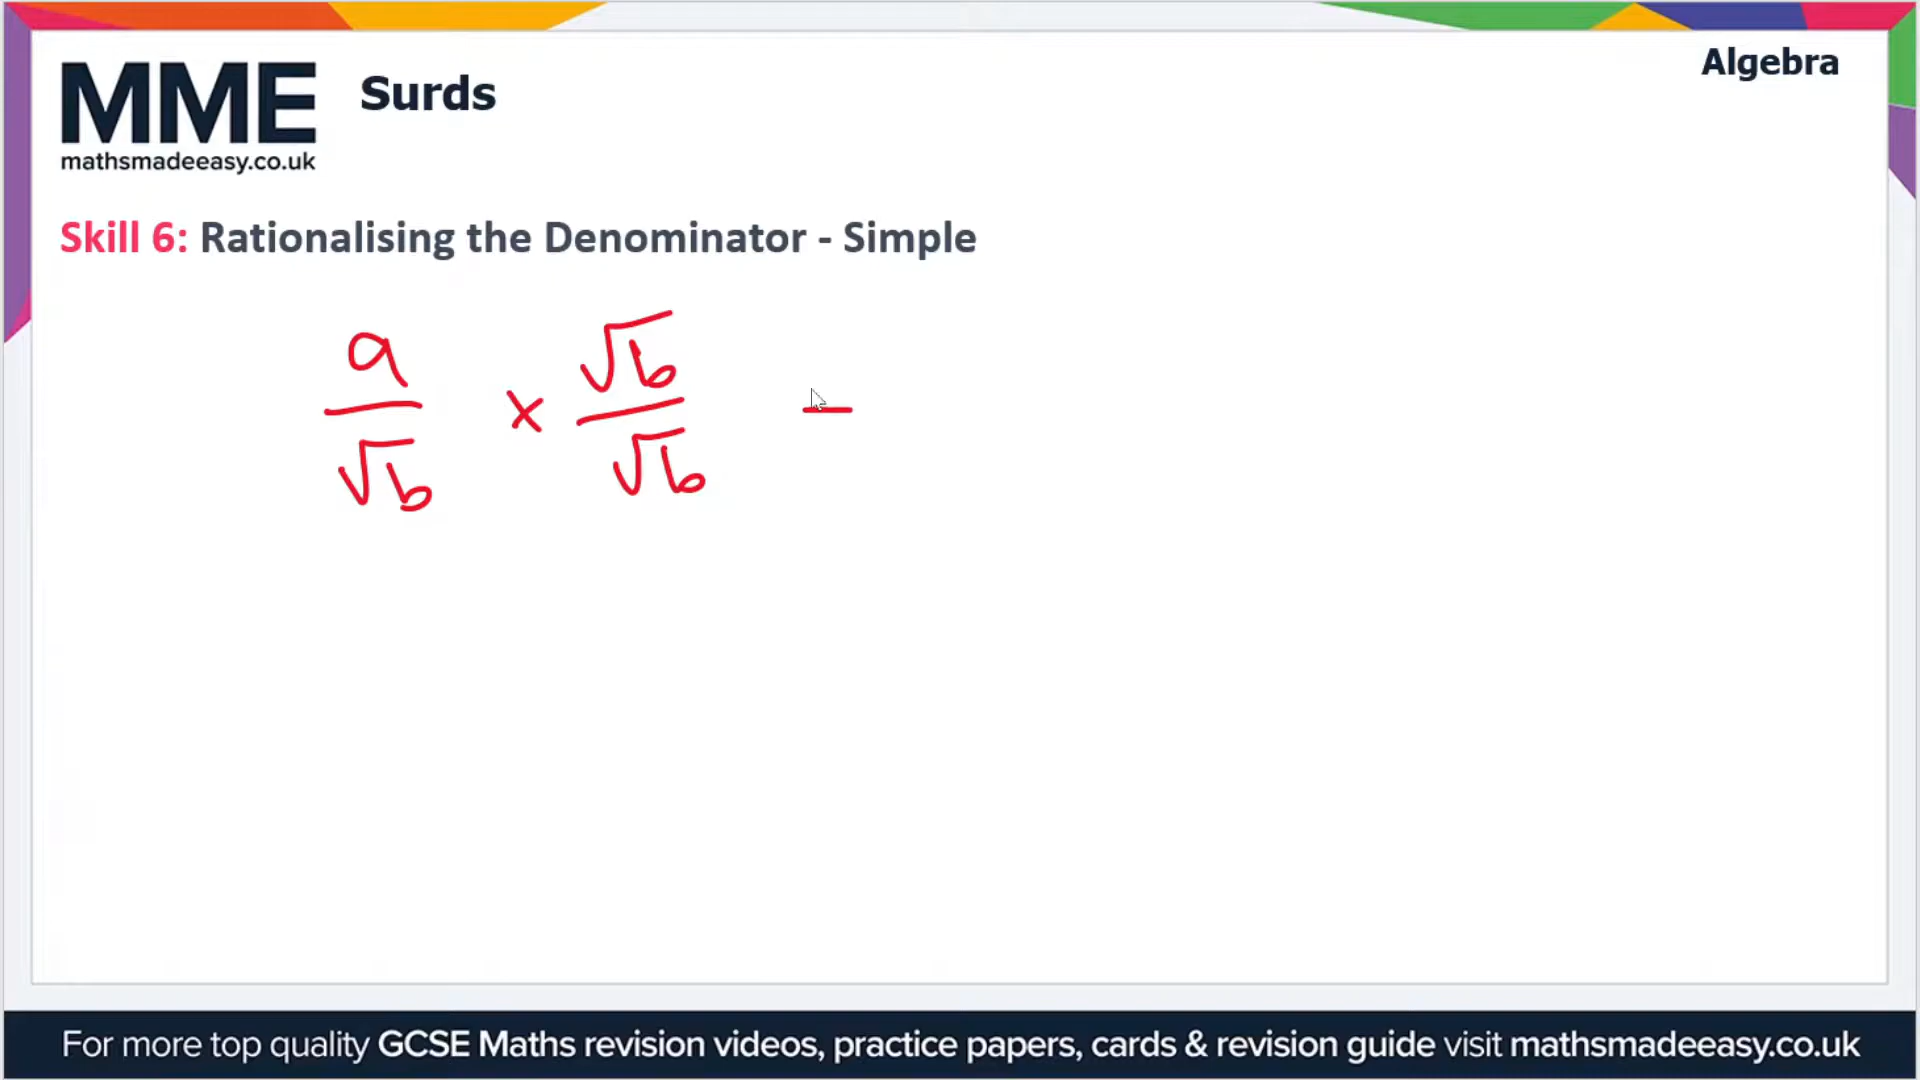 MME
mathsmadeeasy.co.uk
Surds
Algebra
Skill 6: Rationalising the Denominator - Simple
a/√b × √b/√b −
For more top quality GCSE Maths revision videos, practice papers, cards & revision guide visit mathsmadeeasy.co.uk